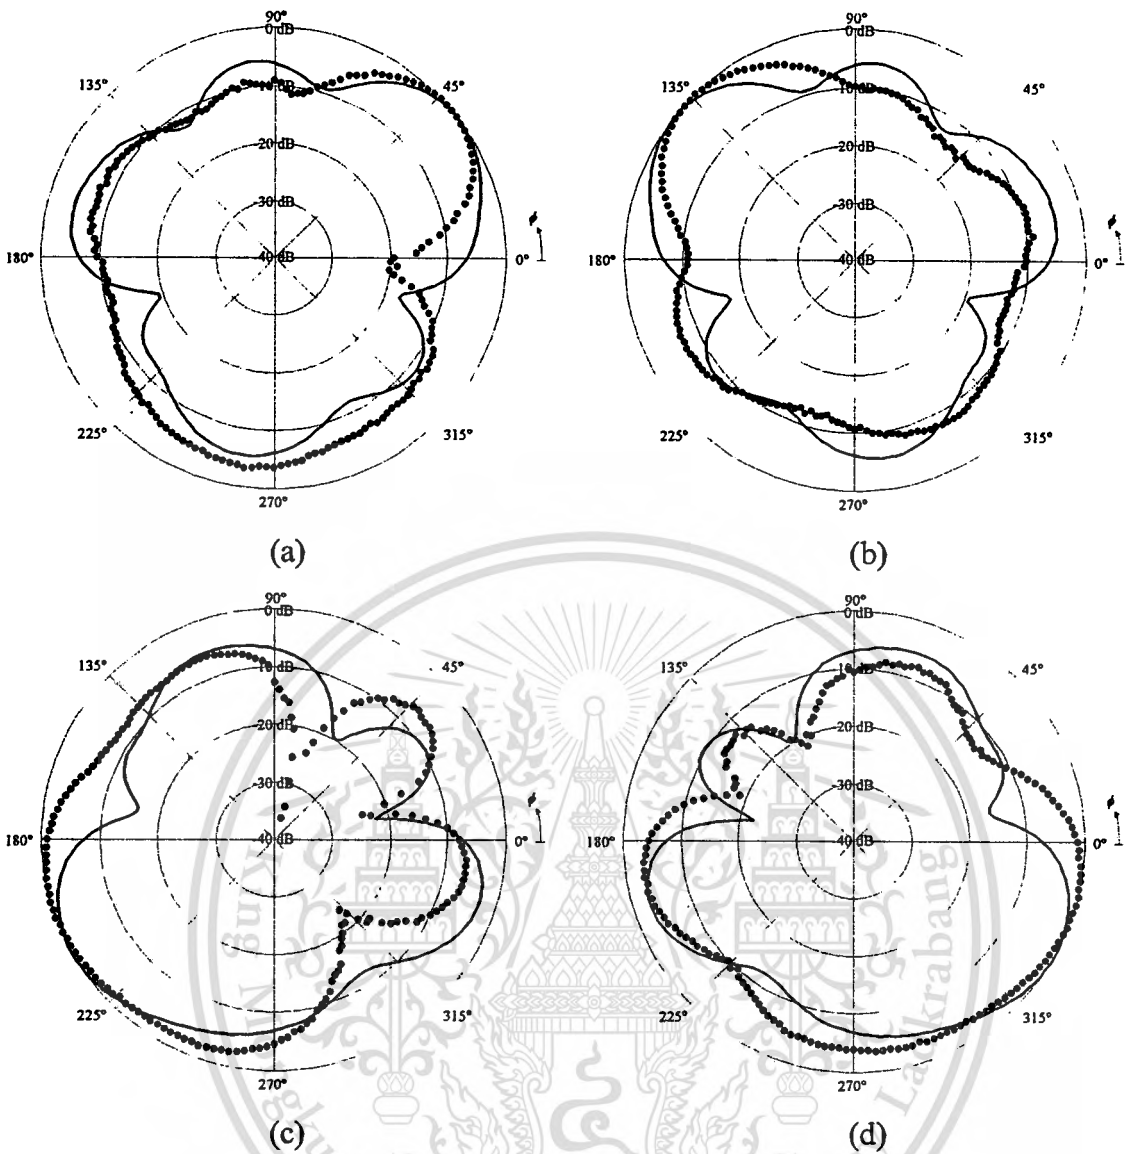 90° 90°
0 dB 0 dB
135° 45° 135° 45°
10 dB 10 dB
20 dB 20 dB
-30 dB -30 dB
ϕ ϕ
180° 40 dB 0° 180° 40 dB 0°
225° 315° 225° 315°
270° 270°
(a) (b)
90° 90°
0 dB 0 dB
135° 45° 135° 45°
10 dB 10 dB
20 dB 20 dB
30 dB 30 dB
ϕ ϕ
180° 40 dB 0° 180° 40 dB 0°
225° 315° 225° 315°
270° 270°
(c) (d)